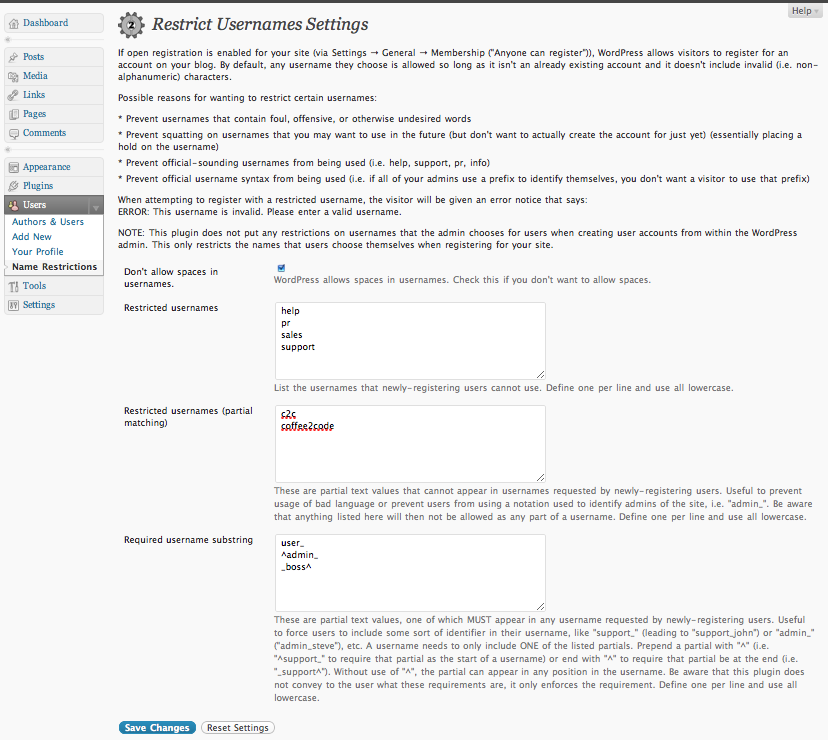 Help
Dashboard
Posts
Media
Links
Pages
Comments
Appearance
Plugins
Users
Authors & Users
Add New
Your Profile
Name Restrictions
Tools
Settings
2 Restrict Usernames Settings
If open registration is enabled for your site (via Settings → General → Membership ("Anyone can register")), WordPress allows visitors to register for an
account on your blog. By default, any username they choose is allowed so long as it isn't an already existing account and it doesn't include invalid (i.e. non-
alphanumeric) characters.
Possible reasons for wanting to restrict certain usernames:
* Prevent usernames that contain foul, offensive, or otherwise undesired words
* Prevent squatting on usernames that you may want to use in the future (but don't want to actually create the account for just yet) (essentially placing a
hold on the username)
* Prevent official-sounding usernames from being used (i.e. help, support, pr, info)
* Prevent official username syntax from being used (i.e. if all of your admins use a prefix to identify themselves, you don't want a visitor to use that prefix)
When attempting to register with a restricted username, the visitor will be given an error notice that says:
ERROR: This username is invalid. Please enter a valid username.
NOTE: This plugin does not put any restrictions on usernames that the admin chooses for users when creating user accounts from within the WordPress
admin. This only restricts the names that users choose themselves when registering for your site.
Don't allow spaces in
usernames.
WordPress allows spaces in usernames. Check this if you don't want to allow spaces.
Restricted usernames
help
pr
sales
support
List the usernames that newly-registering users cannot use. Define one per line and use all lowercase.
Restricted usernames (partial
matching)
c2c
coffee2code
These are partial text values that cannot appear in usernames requested by newly-registering users. Useful to prevent
usage of bad language or prevent users from using a notation used to identify admins of the site, i.e. "admin_". Be aware
that anything listed here will then not be allowed as any part of a username. Define one per line and use all lowercase.
Required username substring
user_
^admin_
_boss^
These are partial text values, one of which MUST appear in any username requested by newly-registering users. Useful
to force users to include some sort of identifier in their username, like "support_" (leading to "support_john") or "admin_"
("admin_steve"), etc. A username needs to only include ONE of the listed partials. Prepend a partial with "^" (i.e.
"^support_" to require that partial as the start of a username) or end with "^" to require that partial be at the end (i.e.
"_support^"). Without use of "^", the partial can appear in any position in the username. Be aware that this plugin does
not convey to the user what these requirements are, it only enforces the requirement. Define one per line and use all
lowercase.
Save Changes
Reset Settings